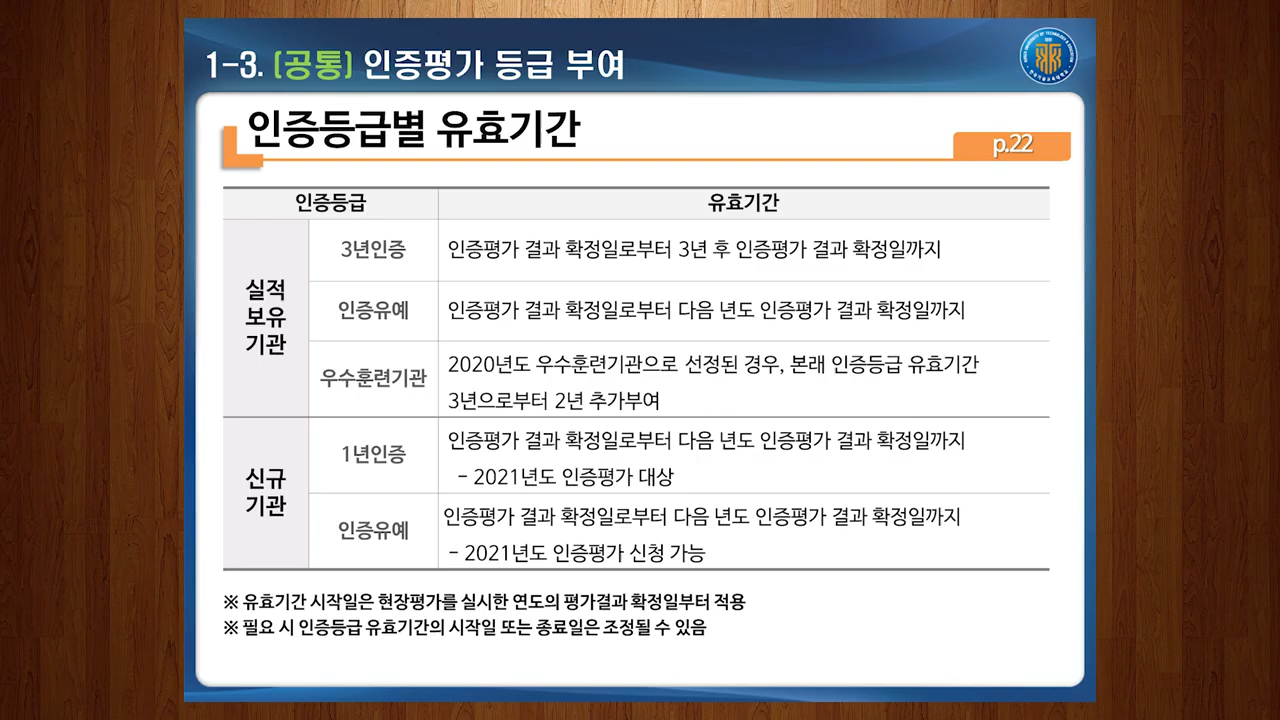 1-3. [공통] 인증평가 등급 부여
인증등급별 유효기간
p.22
인증등급
유효기간
실적
보유
기관
3년인증
인증평가 결과 확정일로부터 3년 후 인증평가 결과 확정일까지
인증유예
인증평가 결과 확정일로부터 다음 년도 인증평가 결과 확정일까지
우수훈련기관
2020년도 우수훈련기관으로 선정된 경우, 본래 인증등급 유효기간
3년으로부터 2년 추가부여
신규
기관
1년인증
인증평가 결과 확정일로부터 다음 년도 인증평가 결과 확정일까지
- 2021년도 인증평가 대상
인증유예
인증평가 결과 확정일로부터 다음 년도 인증평가 결과 확정일까지
- 2021년도 인증평가 신청 가능
※ 유효기간 시작일은 현장평가를 실시한 연도의 평가결과 확정일부터 적용
※ 필요 시 인증등급 유효기간의 시작일 또는 종료일은 조정될 수 있음